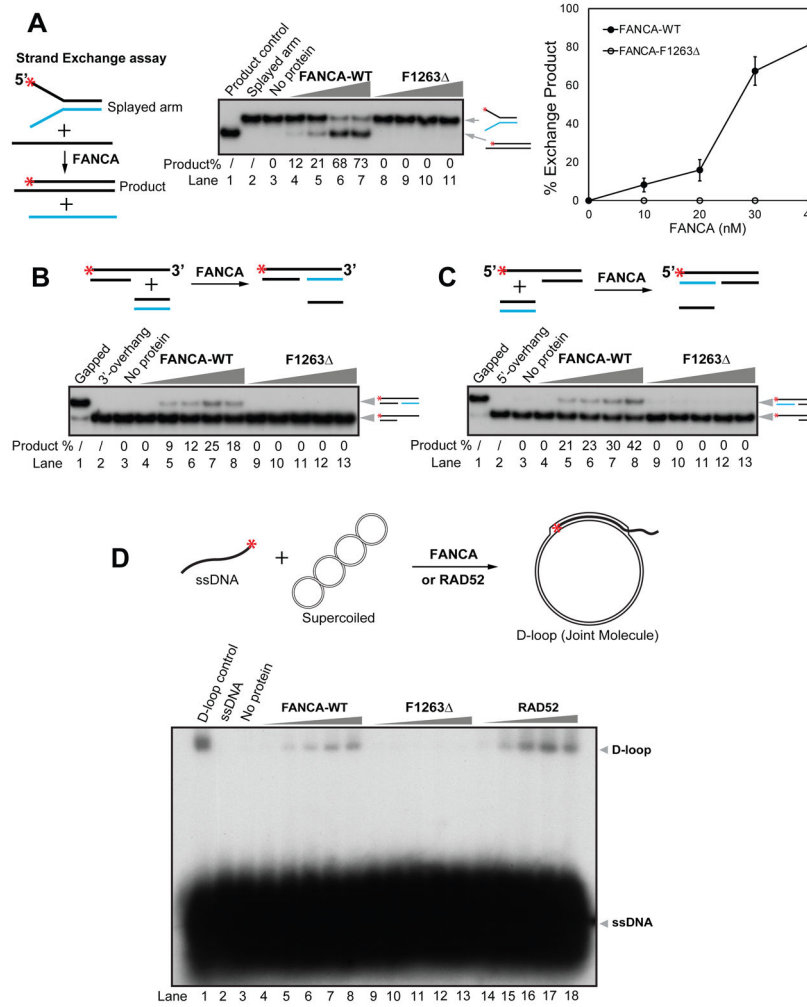 A
Strand Exchange assay
5’*
Splayed arm
+
FANCA
*
Product
+
Product control
Splayed arm
No protein
FANCA-WT
F1263Δ
Product% / / 0 12 21 68 73 0 0 0 0
Lane 1 2 3 4 5 6 7 8 9 10 11
100
80
60
40
20
0
% Exchange Product
FANCA-WT
FANCA-F1263Δ
0 10 20 30 4
FANCA (nM)
B
* 3’ FANCA * 3’
+
Gapped
3’-overhang
No protein
FANCA-WT
F1263Δ
Product % / / 0 0 9 12 25 18 0 0 0 0 0
Lane 1 2 3 4 5 6 7 8 9 10 11 12 13
C
5’* FANCA 5’*
+
Gapped
5’-overhang
No protein
FANCA-WT
F1263Δ
Product % / / 0 0 21 23 30 42 0 0 0 0 0
Lane 1 2 3 4 5 6 7 8 9 10 11 12 13
D
*
ssDNA
+
Supercoiled
FANCA
or RAD52
*
D-loop (Joint Molecule)
D-loop control
ssDNA
No protein
FANCA-WT
F1263Δ
RAD52
D-loop
ssDNA
Lane 1 2 3 4 5 6 7 8 9 10 11 12 13 14 15 16 17 18